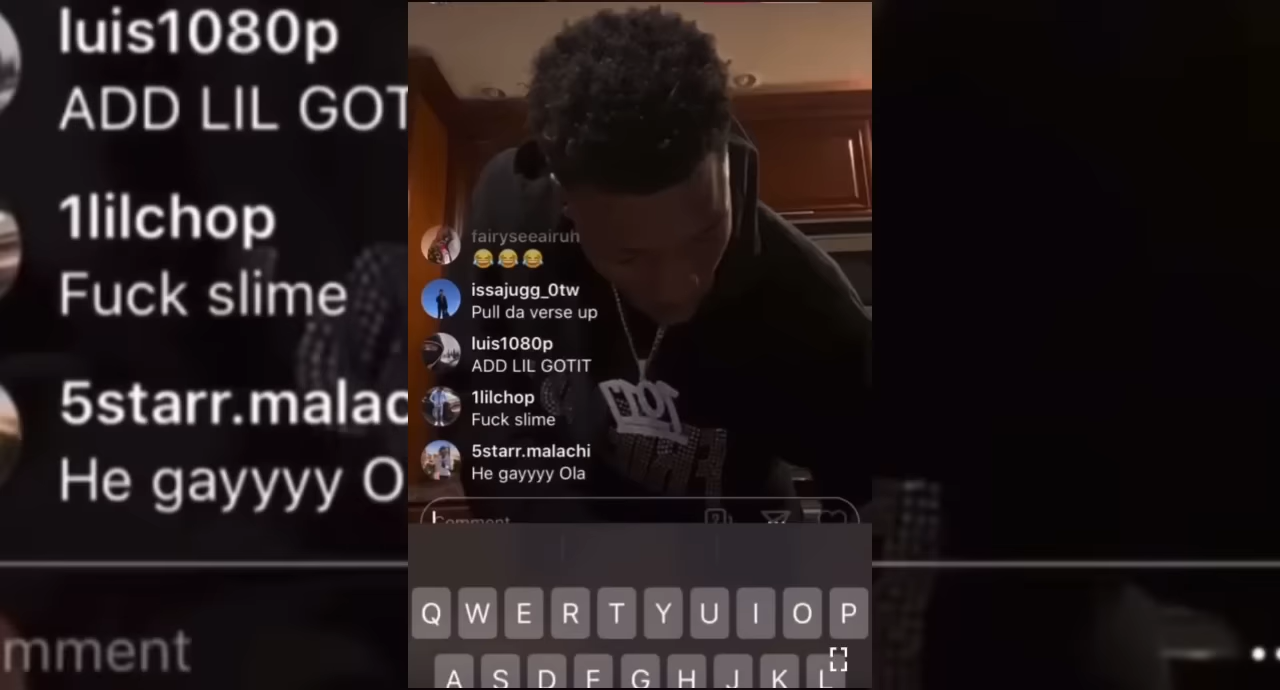 luis1080p
ADD LIL GOT
1lilchop
Fuck slime
5starr.malac
He gayyyy O
mment
fairyseeairuh
😂😂😂
issajugg_0tw
Pull da verse up
luis1080p
ADD LIL GOTIT
1lilchop
Fuck slime
5starr.malachi
He gayyyy Ola
Comment
Q W E R T Y U I O P
A S D F G H J K L